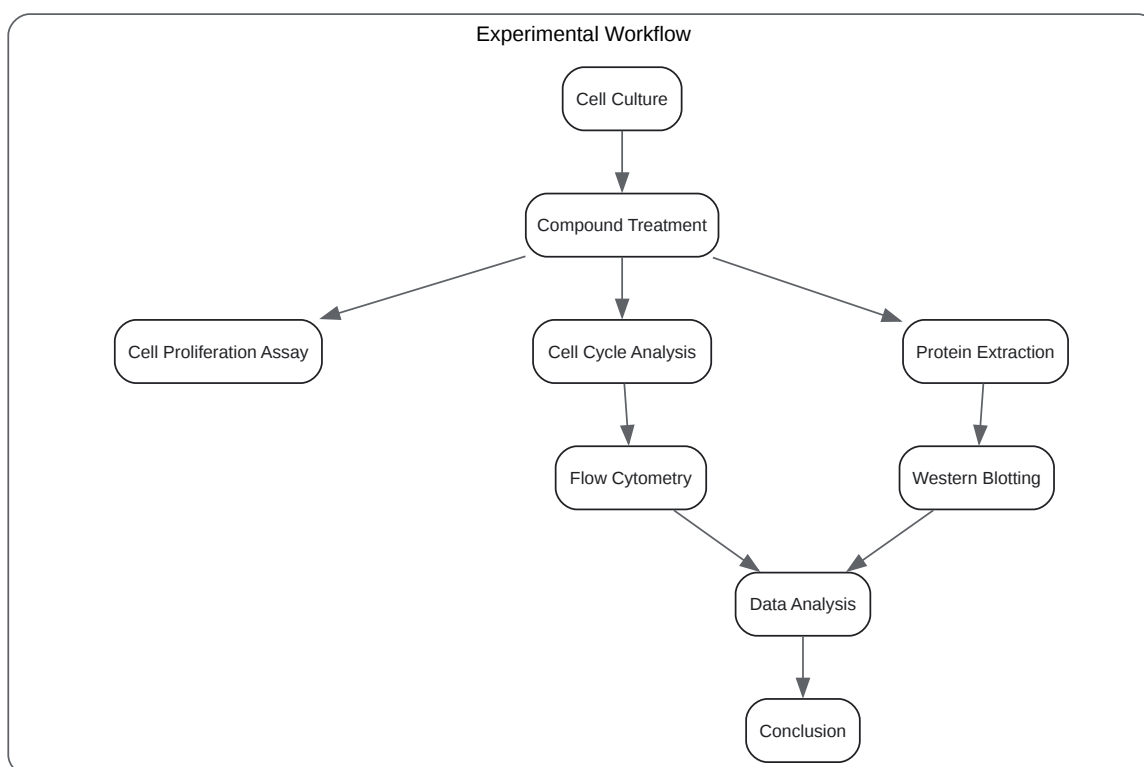 Experimental Workflow
Cell Culture
Compound Treatment
Cell Proliferation Assay
Cell Cycle Analysis
Protein Extraction
Flow Cytometry
Western Blotting
Data Analysis
Conclusion